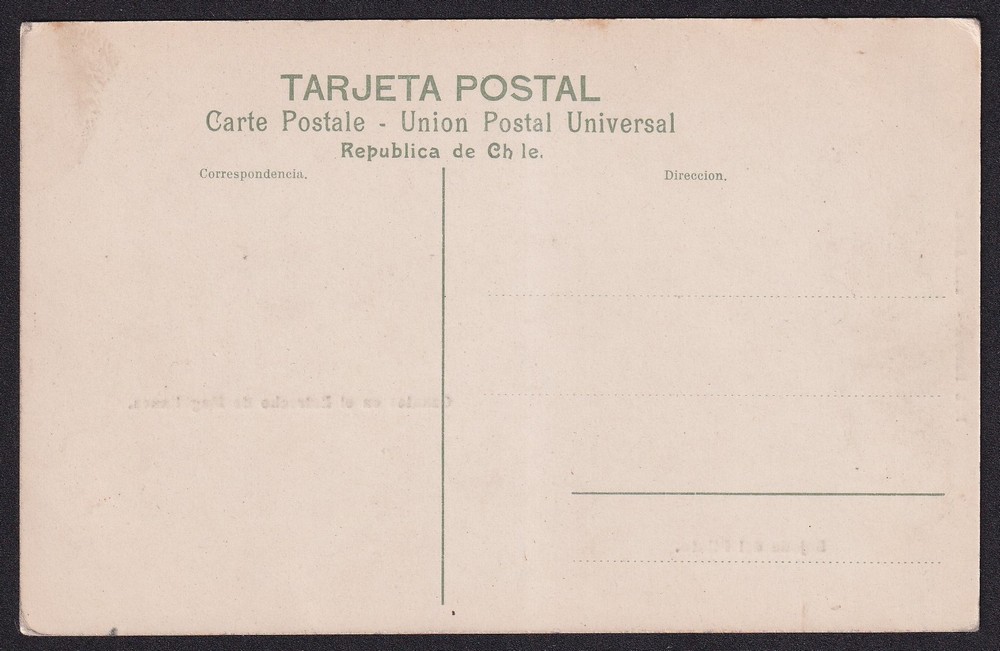 TARJETA POSTAL
Carte Postale - Union Postal Universal
Republica de Ch le.
Correspondencia.
Direccion.